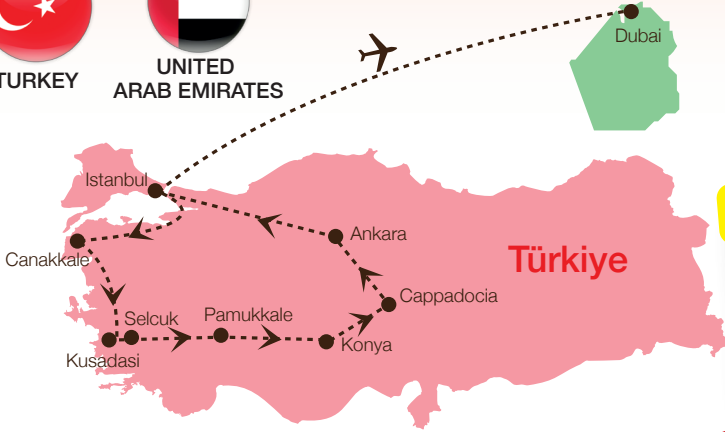 TURKEY
UNITED
ARAB EMIRATES
Dubai
Istanbul
Canakkale
Ankara
Türkiye
Cappadocia
Selcuk
Pamukkale
Konya
Kusadasi